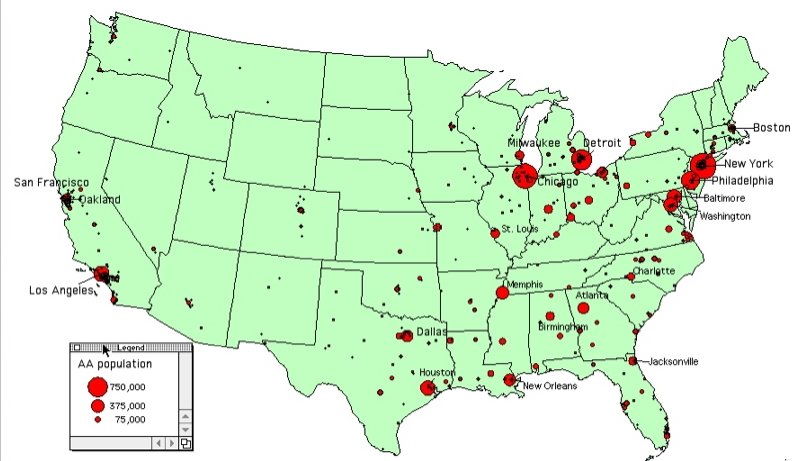 Boston
Milwaukee
Detroit
New York
Chicago
Philadelphia
San Francisco
Oakland
Baltimore
Washington
St. Louis
Charlotte
Los Angeles
Memphis
Atlanta
Birmingham
Dallas
Legend
Jacksonville
AA population
Houston
750,000
New Orleans
375,000
75,000